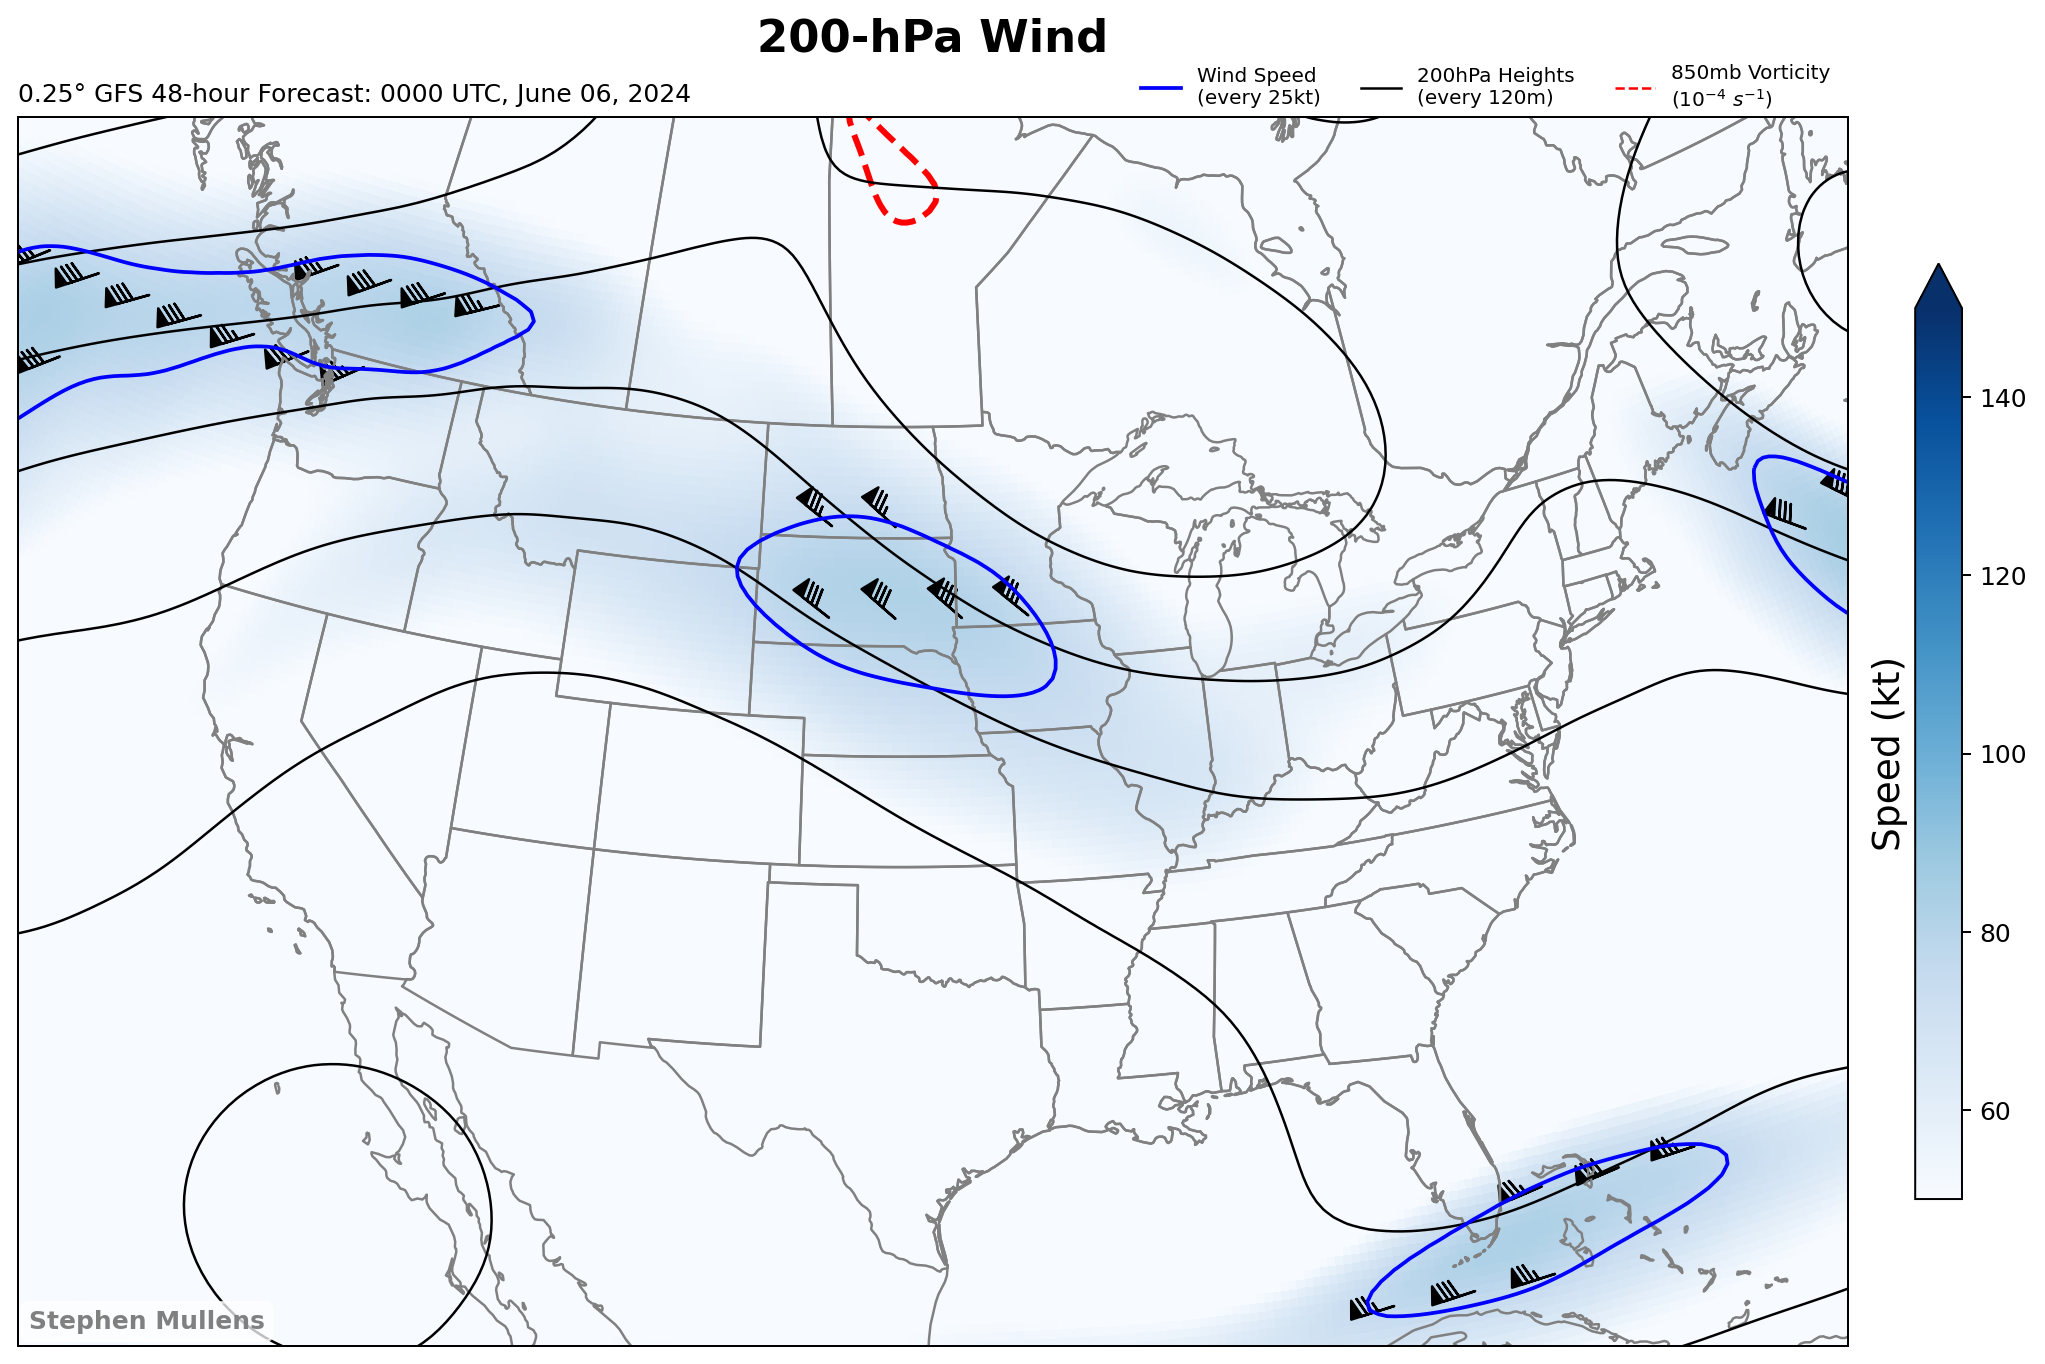 200-hPa Wind
0.25° GFS 48-hour Forecast: 0000 UTC, June 06, 2024
Wind Speed
(every 25kt)
200hPa Heights
(every 120m)
850mb Vorticity
(10⁻⁴ s⁻¹)
140
120
100
80
60
Speed (kt)
Stephen Mullens